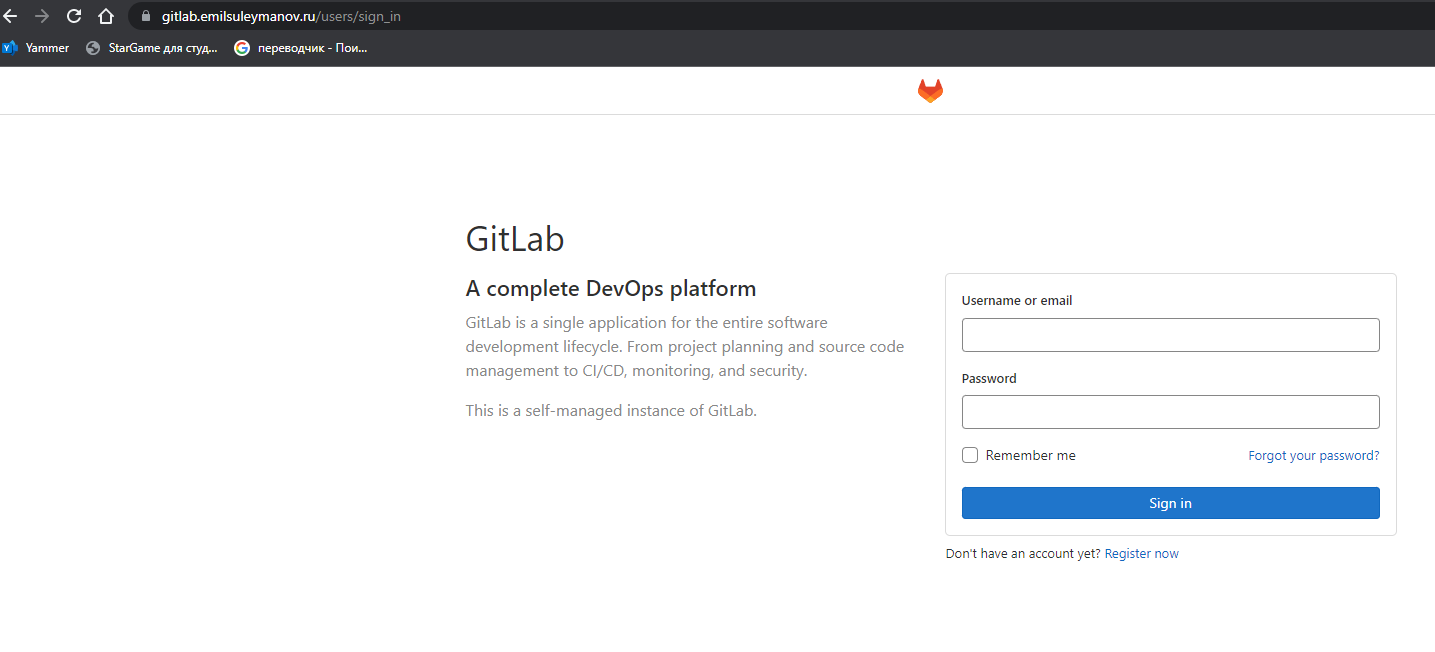 gitlab.emilsuleymanov.ru/users/sign_in
Yammer StarGame для студ... переводчик - Пои...
GitLab
A complete DevOps platform
GitLab is a single application for the entire software
development lifecycle. From project planning and source code
management to CI/CD, monitoring, and security.
This is a self-managed instance of GitLab.
Username or email
Password
Remember me Forgot your password?
Sign in
Don't have an account yet? Register now